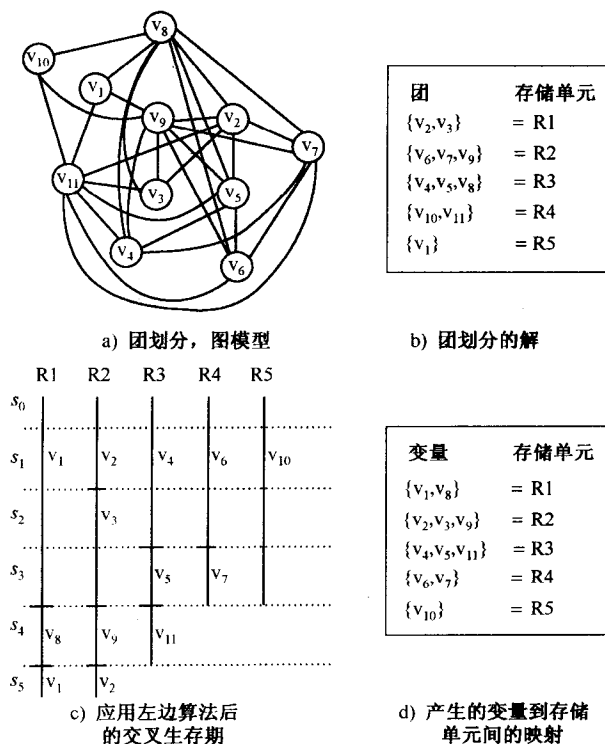 v₈
v₁₀
v₁
v₉
v₂
v₇
v₁₁
v₃
v₅
v₄
v₆
a) 团划分，图模型
团 存储单元
{v₂,v₃} = R1
{v₆,v₇,v₉} = R2
{v₄,v₅,v₈} = R3
{v₁₀,v₁₁} = R4
{v₁} = R5
b) 团划分的解
R1 R2 R3 R4 R5
s₀
s₁ v₁ v₂ v₄ v₆ v₁₀
s₂ v₃
s₃ v₅ v₇
s₄ v₈ v₉ v₁₁
s₅ v₁ v₂
c) 应用左边算法后
的交叉生存期
变量 存储单元
{v₁,v₈} = R1
{v₂,v₃,v₉} = R2
{v₄,v₅,v₁₁} = R3
{v₆,v₇} = R4
{v₁₀} = R5
d) 产生的变量到存储
单元间的映射